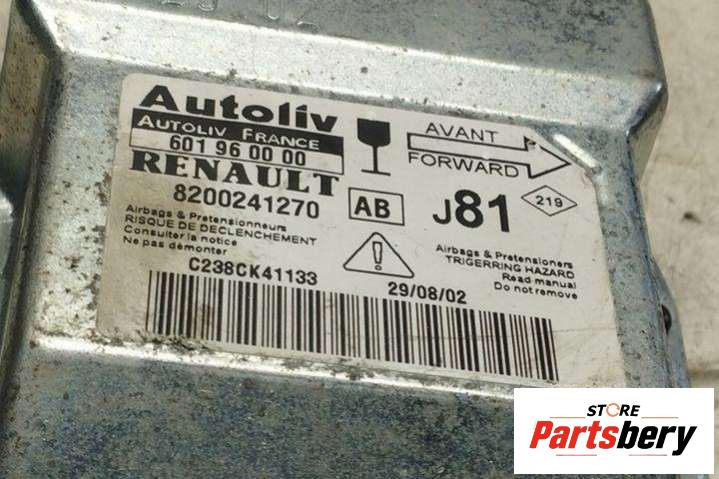 Autoliv
AUTOLIV FRANCE
601 96 00 00
RENAULT
8200241270
AB
AVANT
FORWARD
J81
219
Airbags & Pretensionneurs
RISQUE DE DECLENCHEMENT
Consulter la notice
Ne pas démonter
Airbags & Pretensioners
TRIGERRING HAZARD
Read manual
Do not remove
C238CK41133
29/08/02
STORE
Partsbery